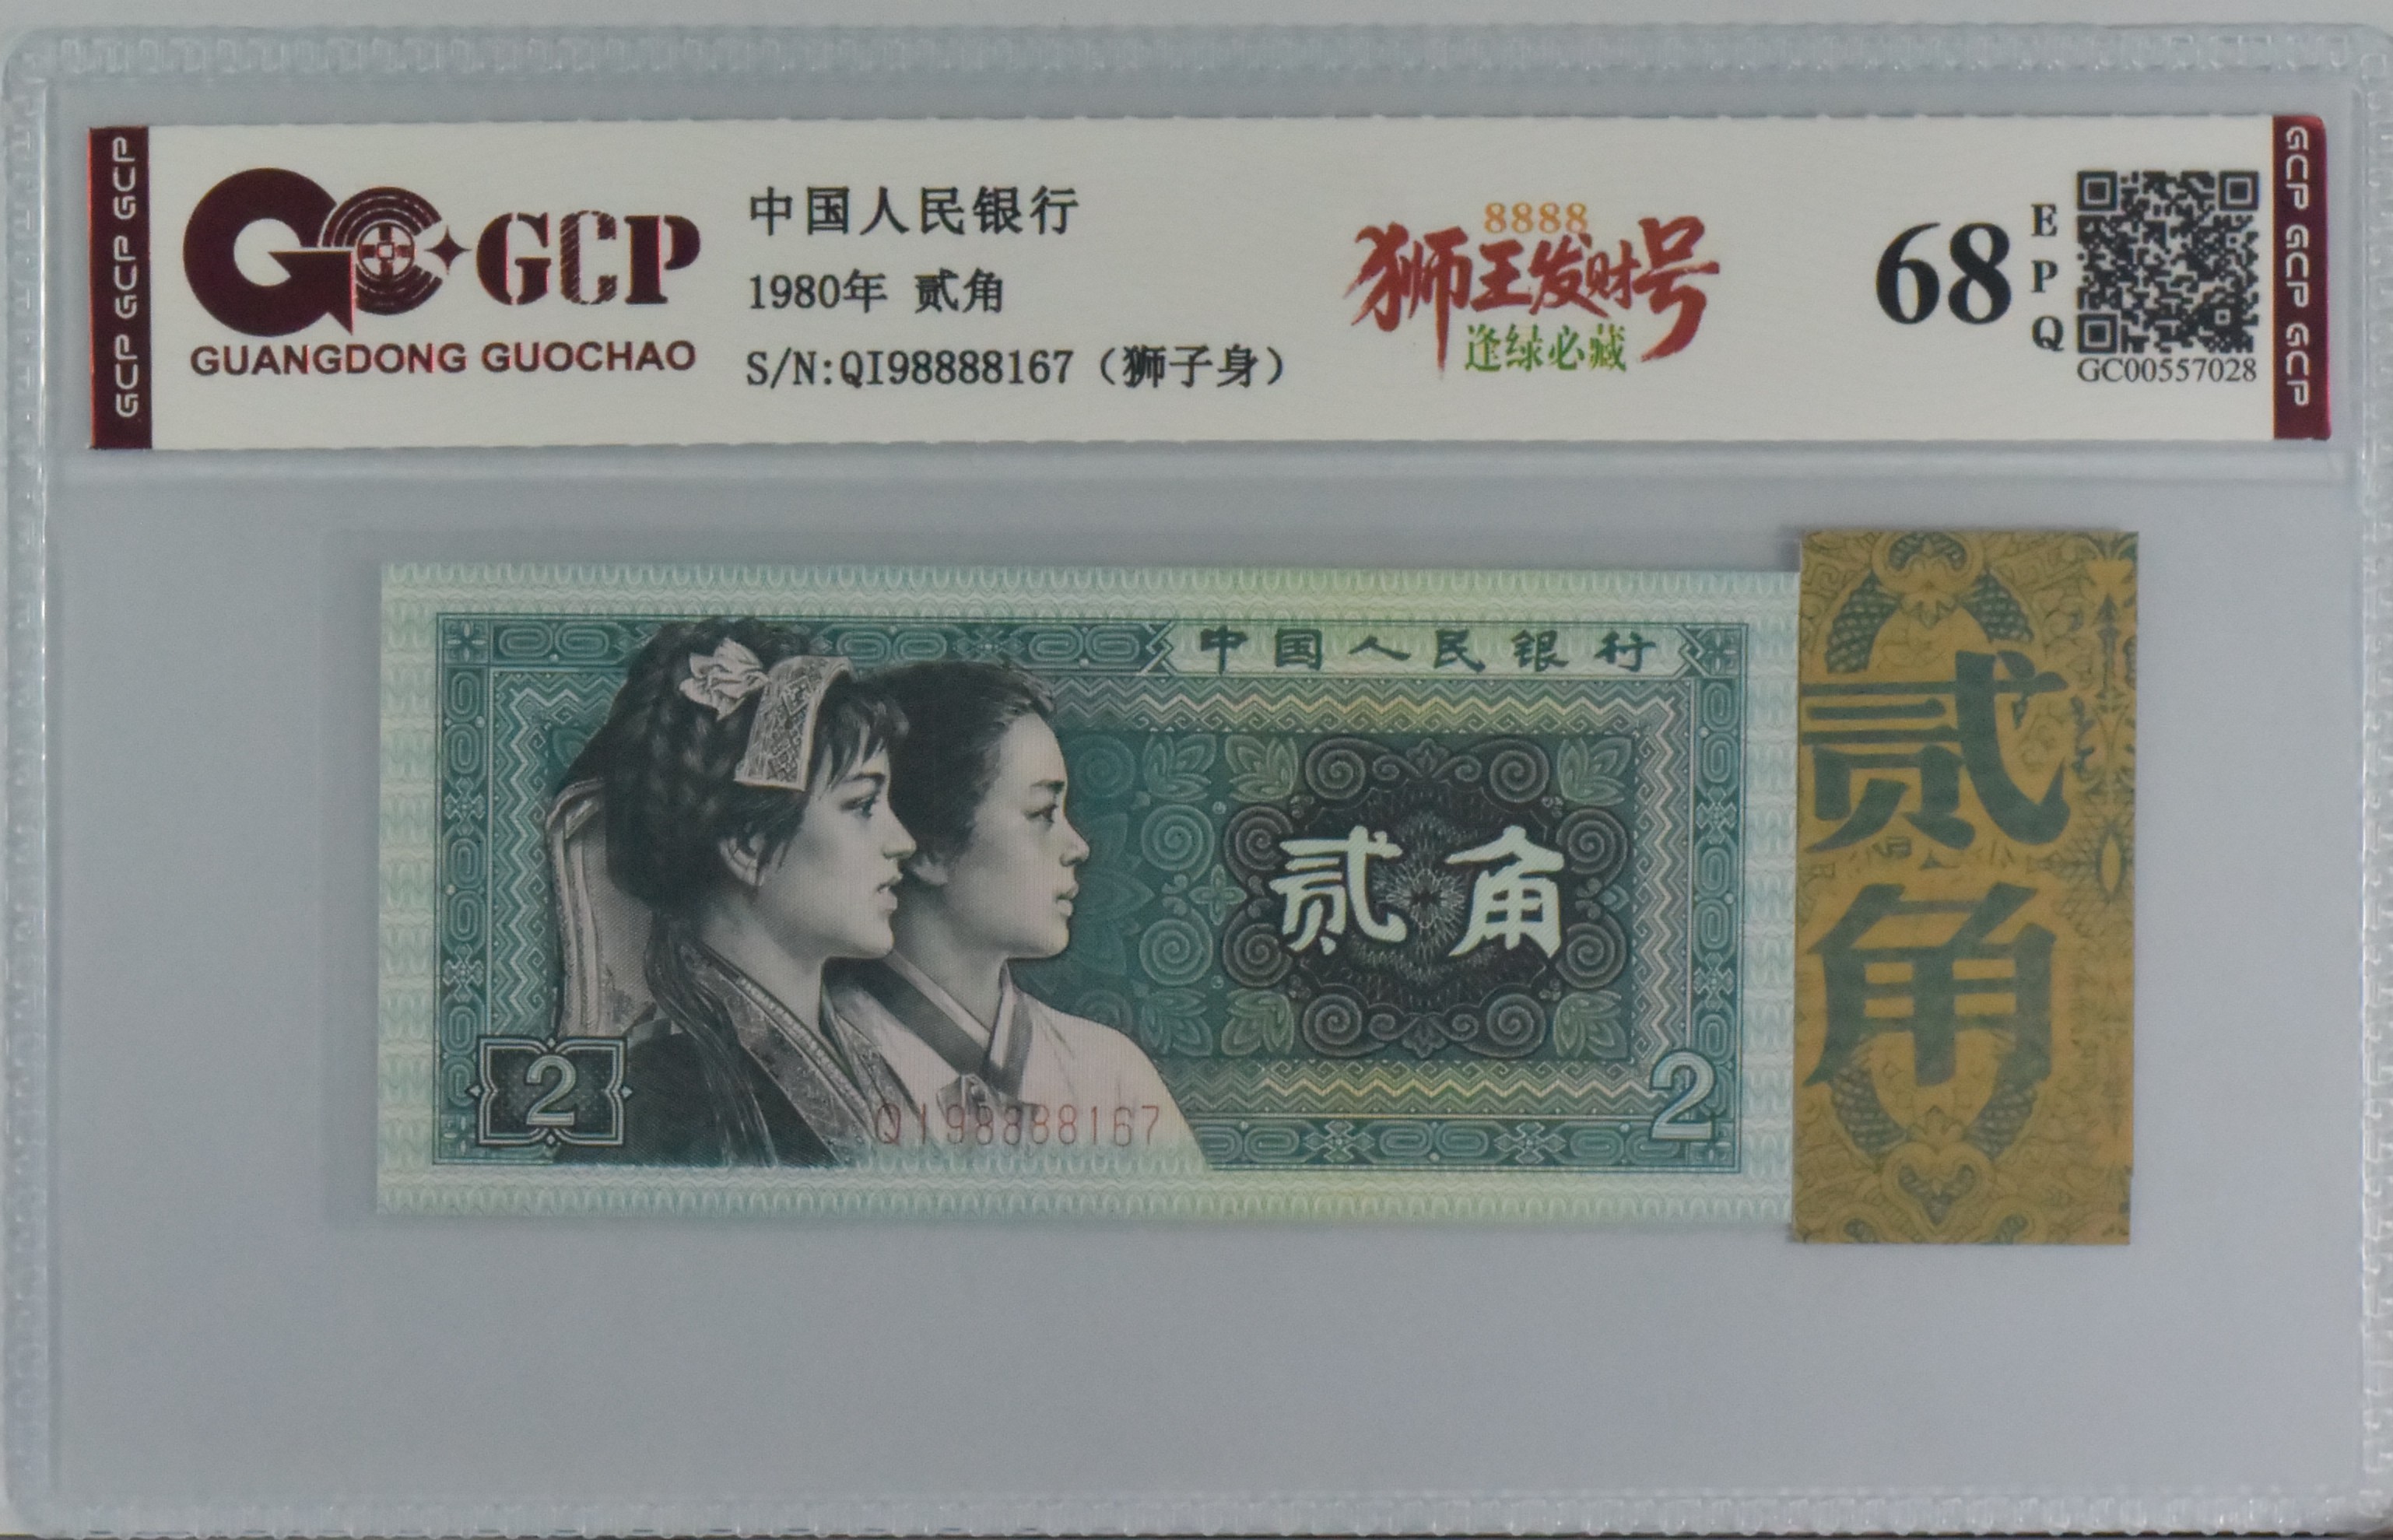 GCP GCP GCP
GCP
GUANGDONG GUOCHAO
中国人民银行
1980年 贰角
S/N:QI98888167（狮子身）
8888
狮王发财号
逢绿必藏
68
E
P
Q
GC00557028
GCP GCP GCP
中国人民银行
贰角
2
QI98888167
2
贰角